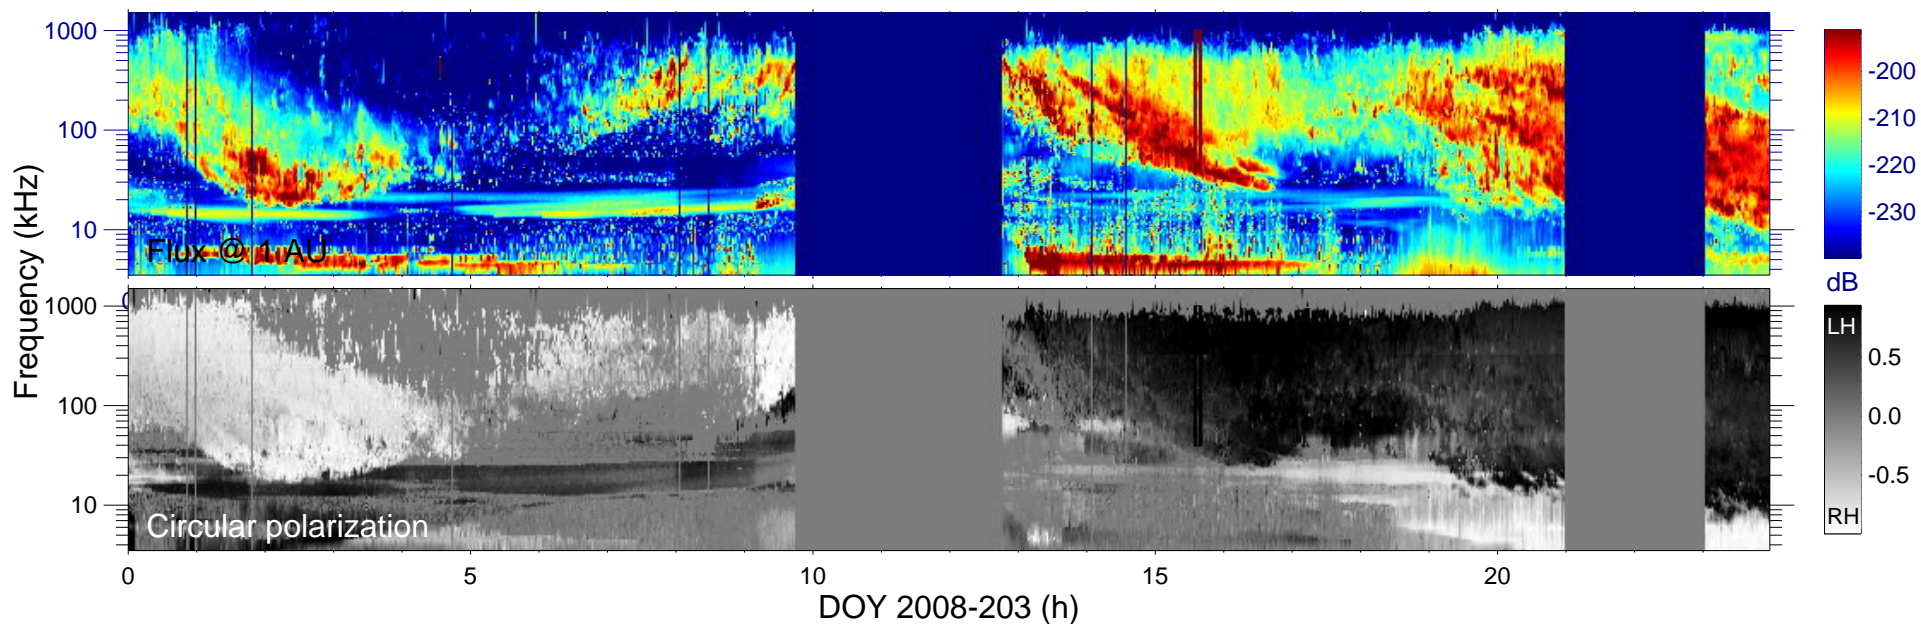 1000
100
10
Flux @ 1 AU
-200
-210
-220
-230
dB
Frequency (kHz)
0
1000
100
10
Circular polarization
LH
0.5
0.0
-0.5
RH
0
5
10
15
20
DOY 2008-203 (h)